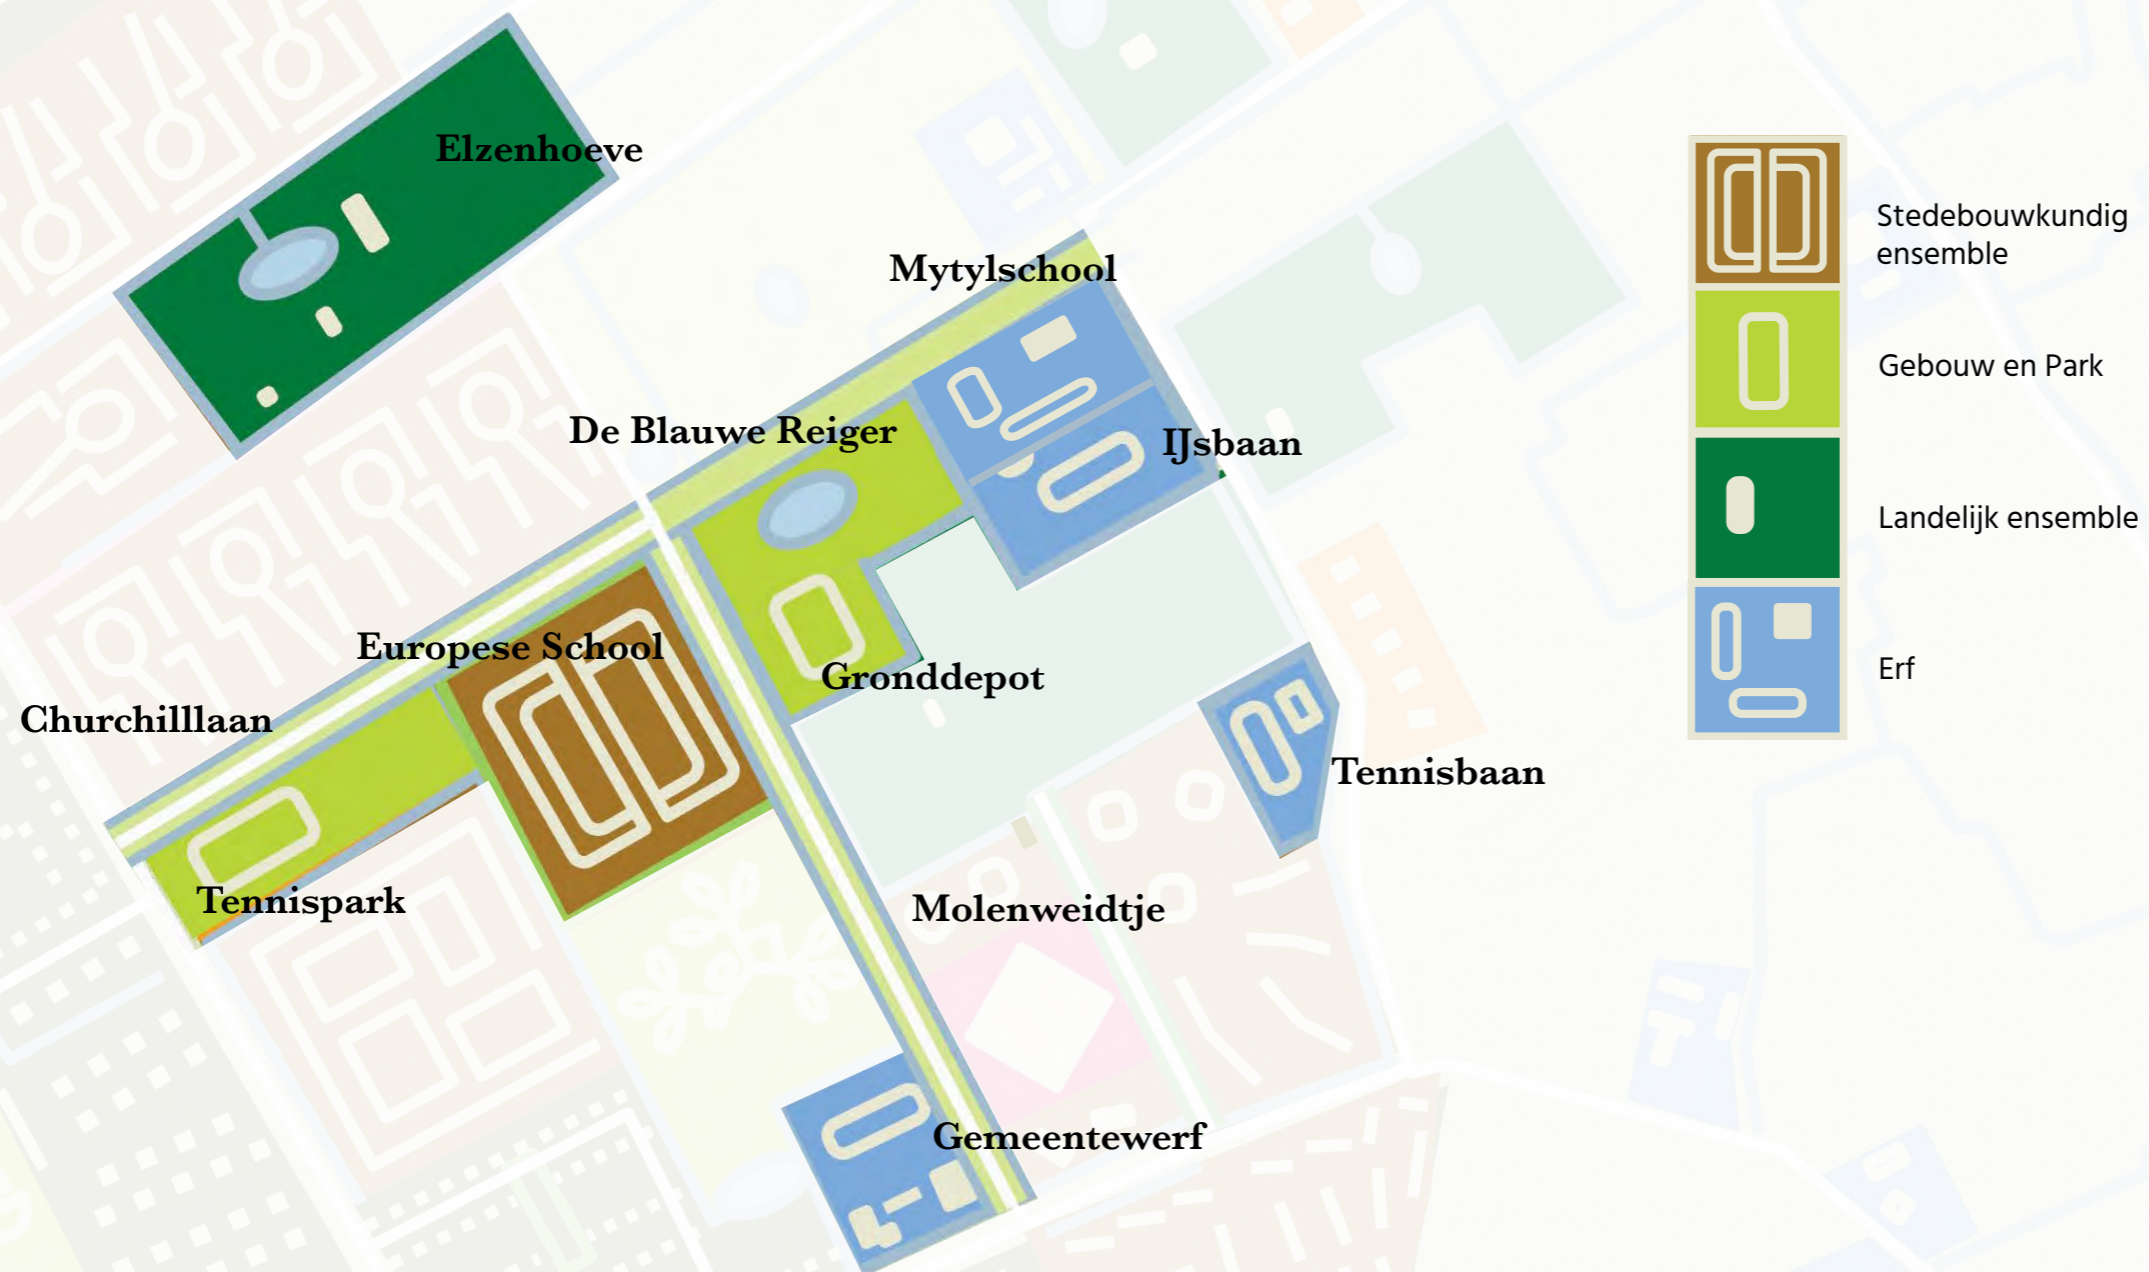 Elzenhoeve
Mytylschool
De Blauwe Reiger
IJsbaan
Europese School
Gronddepot
Churchilllaan
Tennisbaan
Tennispark
Molenweidtje
Gemeentewerf
Stedebouwkundig
ensemble
Gebouw en Park
Landelijk ensemble
Erf